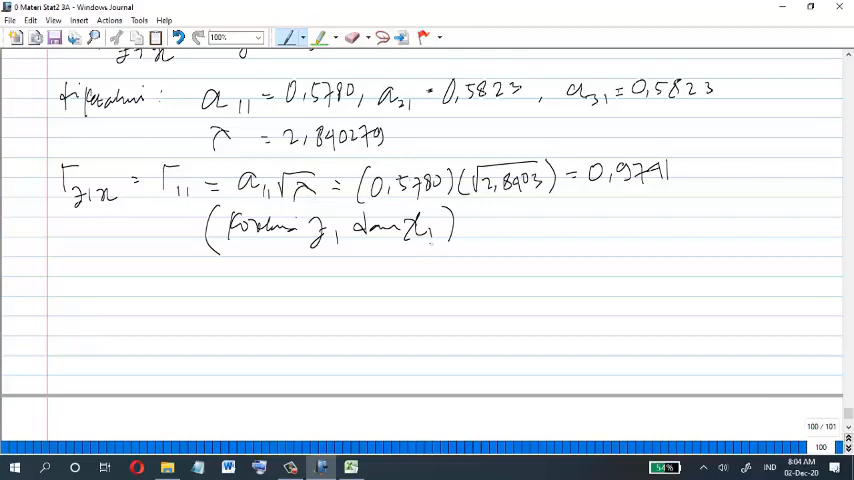 0 Materi Stat2 3A - Windows Journal
File Edit View Insert Actions Tools Help
100%
diketahui: a11 = 0,5780, a21 = 0,5823, a31 = 0,5823
λ = 2,840279
r z1x = r11 = a11 √λ = (0,5780)(√2,8403) = 0,9741
(korelasi z1 dan x1)
100 / 101
100
54% IND 8:04 AM
02-Dec-20